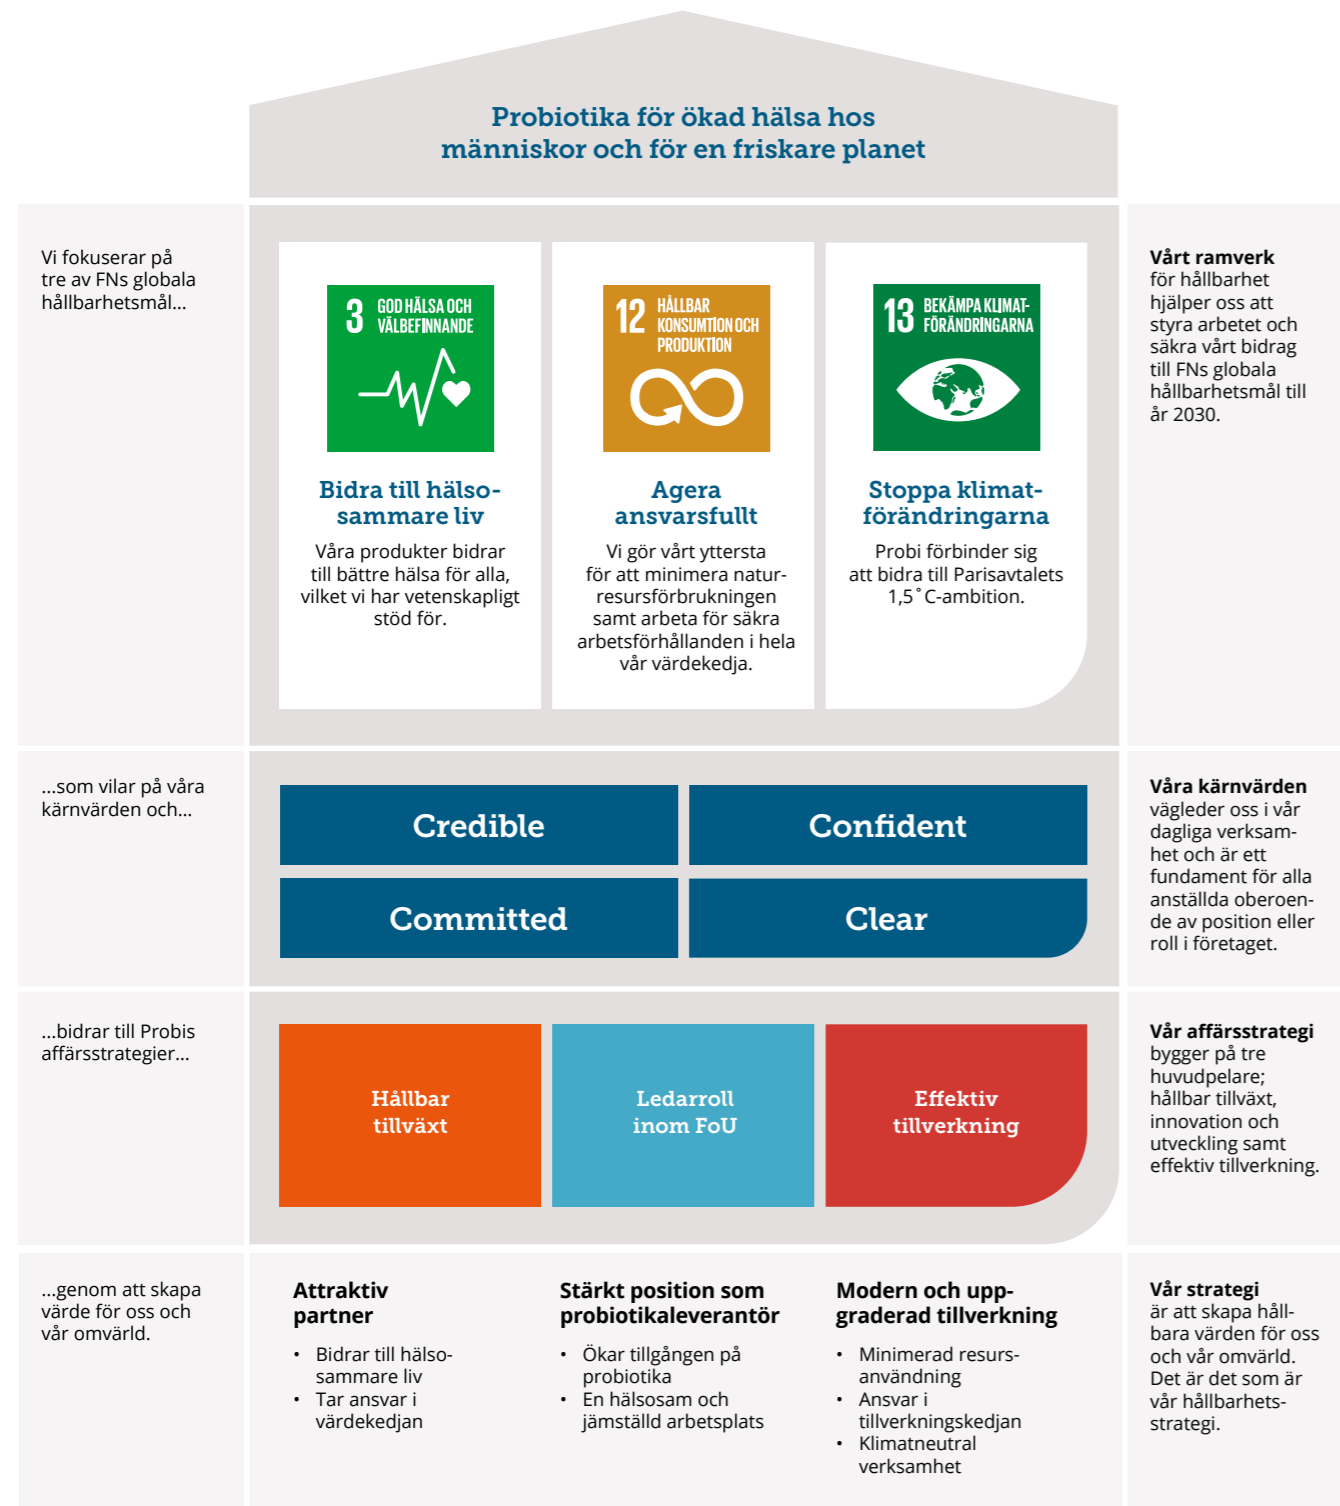 Probiotika för ökad hälsa hos
människor och för en friskare planet
Vi fokuserar på
tre av FNs globala
hållbarhetsmål...
3 GOD HÄLSA OCH
VÄLBEFINNANDE
Bidra till hälso-
sammare liv
Våra produkter bidrar
till bättre hälsa för alla,
vilket vi har vetenskapligt
stöd för.
12 HÅLLBAR
KONSUMTION OCH
PRODUKTION
Agera
ansvarsfullt
Vi gör vårt yttersta
för att minimera natur-
resursförbrukningen
samt arbeta för säkra
arbetsförhållanden i hela
vår värdekedja.
13 BEKÄMPA KLIMAT-
FÖRÄNDRINGARNA
Stoppa klimat-
förändringarna
Probi förbinder sig
att bidra till Parisavtalets
1,5˚C-ambition.
Vårt ramverk
för hållbarhet
hjälper oss att
styra arbetet och
säkra vårt bidrag
till FNs globala
hållbarhetsmål till
år 2030.
...som vilar på våra
kärnvärden och...
Credible
Confident
Committed
Clear
Våra kärnvärden
vägleder oss i vår
dagliga verksam-
het och är ett
fundament för alla
anställda oberoen-
de av position eller
roll i företaget.
...bidrar till Probis
affärsstrategier...
Hållbar
tillväxt
Ledarroll
inom FoU
Effektiv
tillverkning
Vår affärsstrategi
bygger på tre
huvudpelare;
hållbar tillväxt,
innovation och
utveckling samt
effektiv tillverkning.
...genom att skapa
värde för oss och
vår omvärld.
Attraktiv
partner
• Bidrar till hälso-
sammare liv
• Tar ansvar i
värdekedjan
Stärkt position som
probiotikaleverantör
• Ökar tillgången på
probiotika
• En hälsosam och
jämställd arbetsplats
Modern och upp-
graderad tillverkning
• Minimerad resurs-
användning
• Ansvar i
tillverkningskedjan
• Klimatneutral
verksamhet
Vår strategi
är att skapa håll-
bara värden för oss
och vår omvärld.
Det är det som är
vår hållbarhets-
strategi.